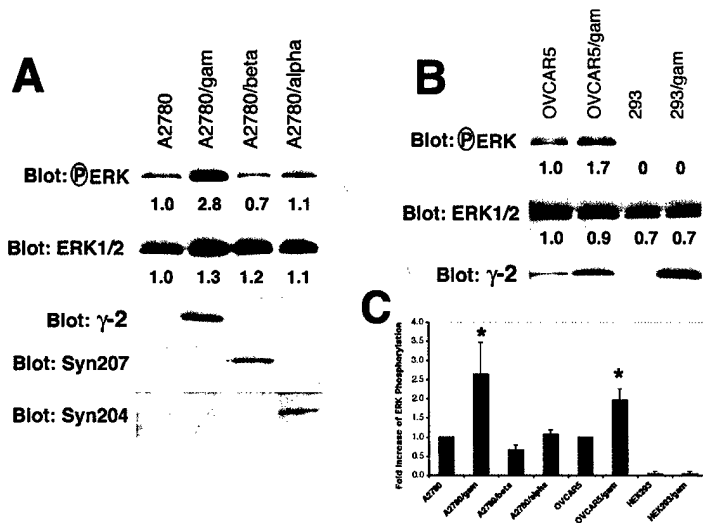 A
A2780
A2780/gam
A2780/beta
A2780/alpha
Blot: ⓅERK
1.0 2.8 0.7 1.1
Blot: ERK1/2
1.0 1.3 1.2 1.1
Blot: γ-2
Blot: Syn207
Blot: Syn204
B
OVCAR5
OVCAR5/gam
293
293/gam
Blot: ⓅERK
1.0 1.7 0 0
Blot: ERK1/2
1.0 0.9 0.7 0.7
Blot: γ-2
C
Fold Increase of ERK Phosphorylation
4.0
3.5
3.0
2.5
2.0
1.5
1.0
0.5
0.0
* *
A2780
A2780/gam
A2780/beta
A2780/alpha
OVCAR5
OVCAR5/gam
HEK293
HEK293/gam